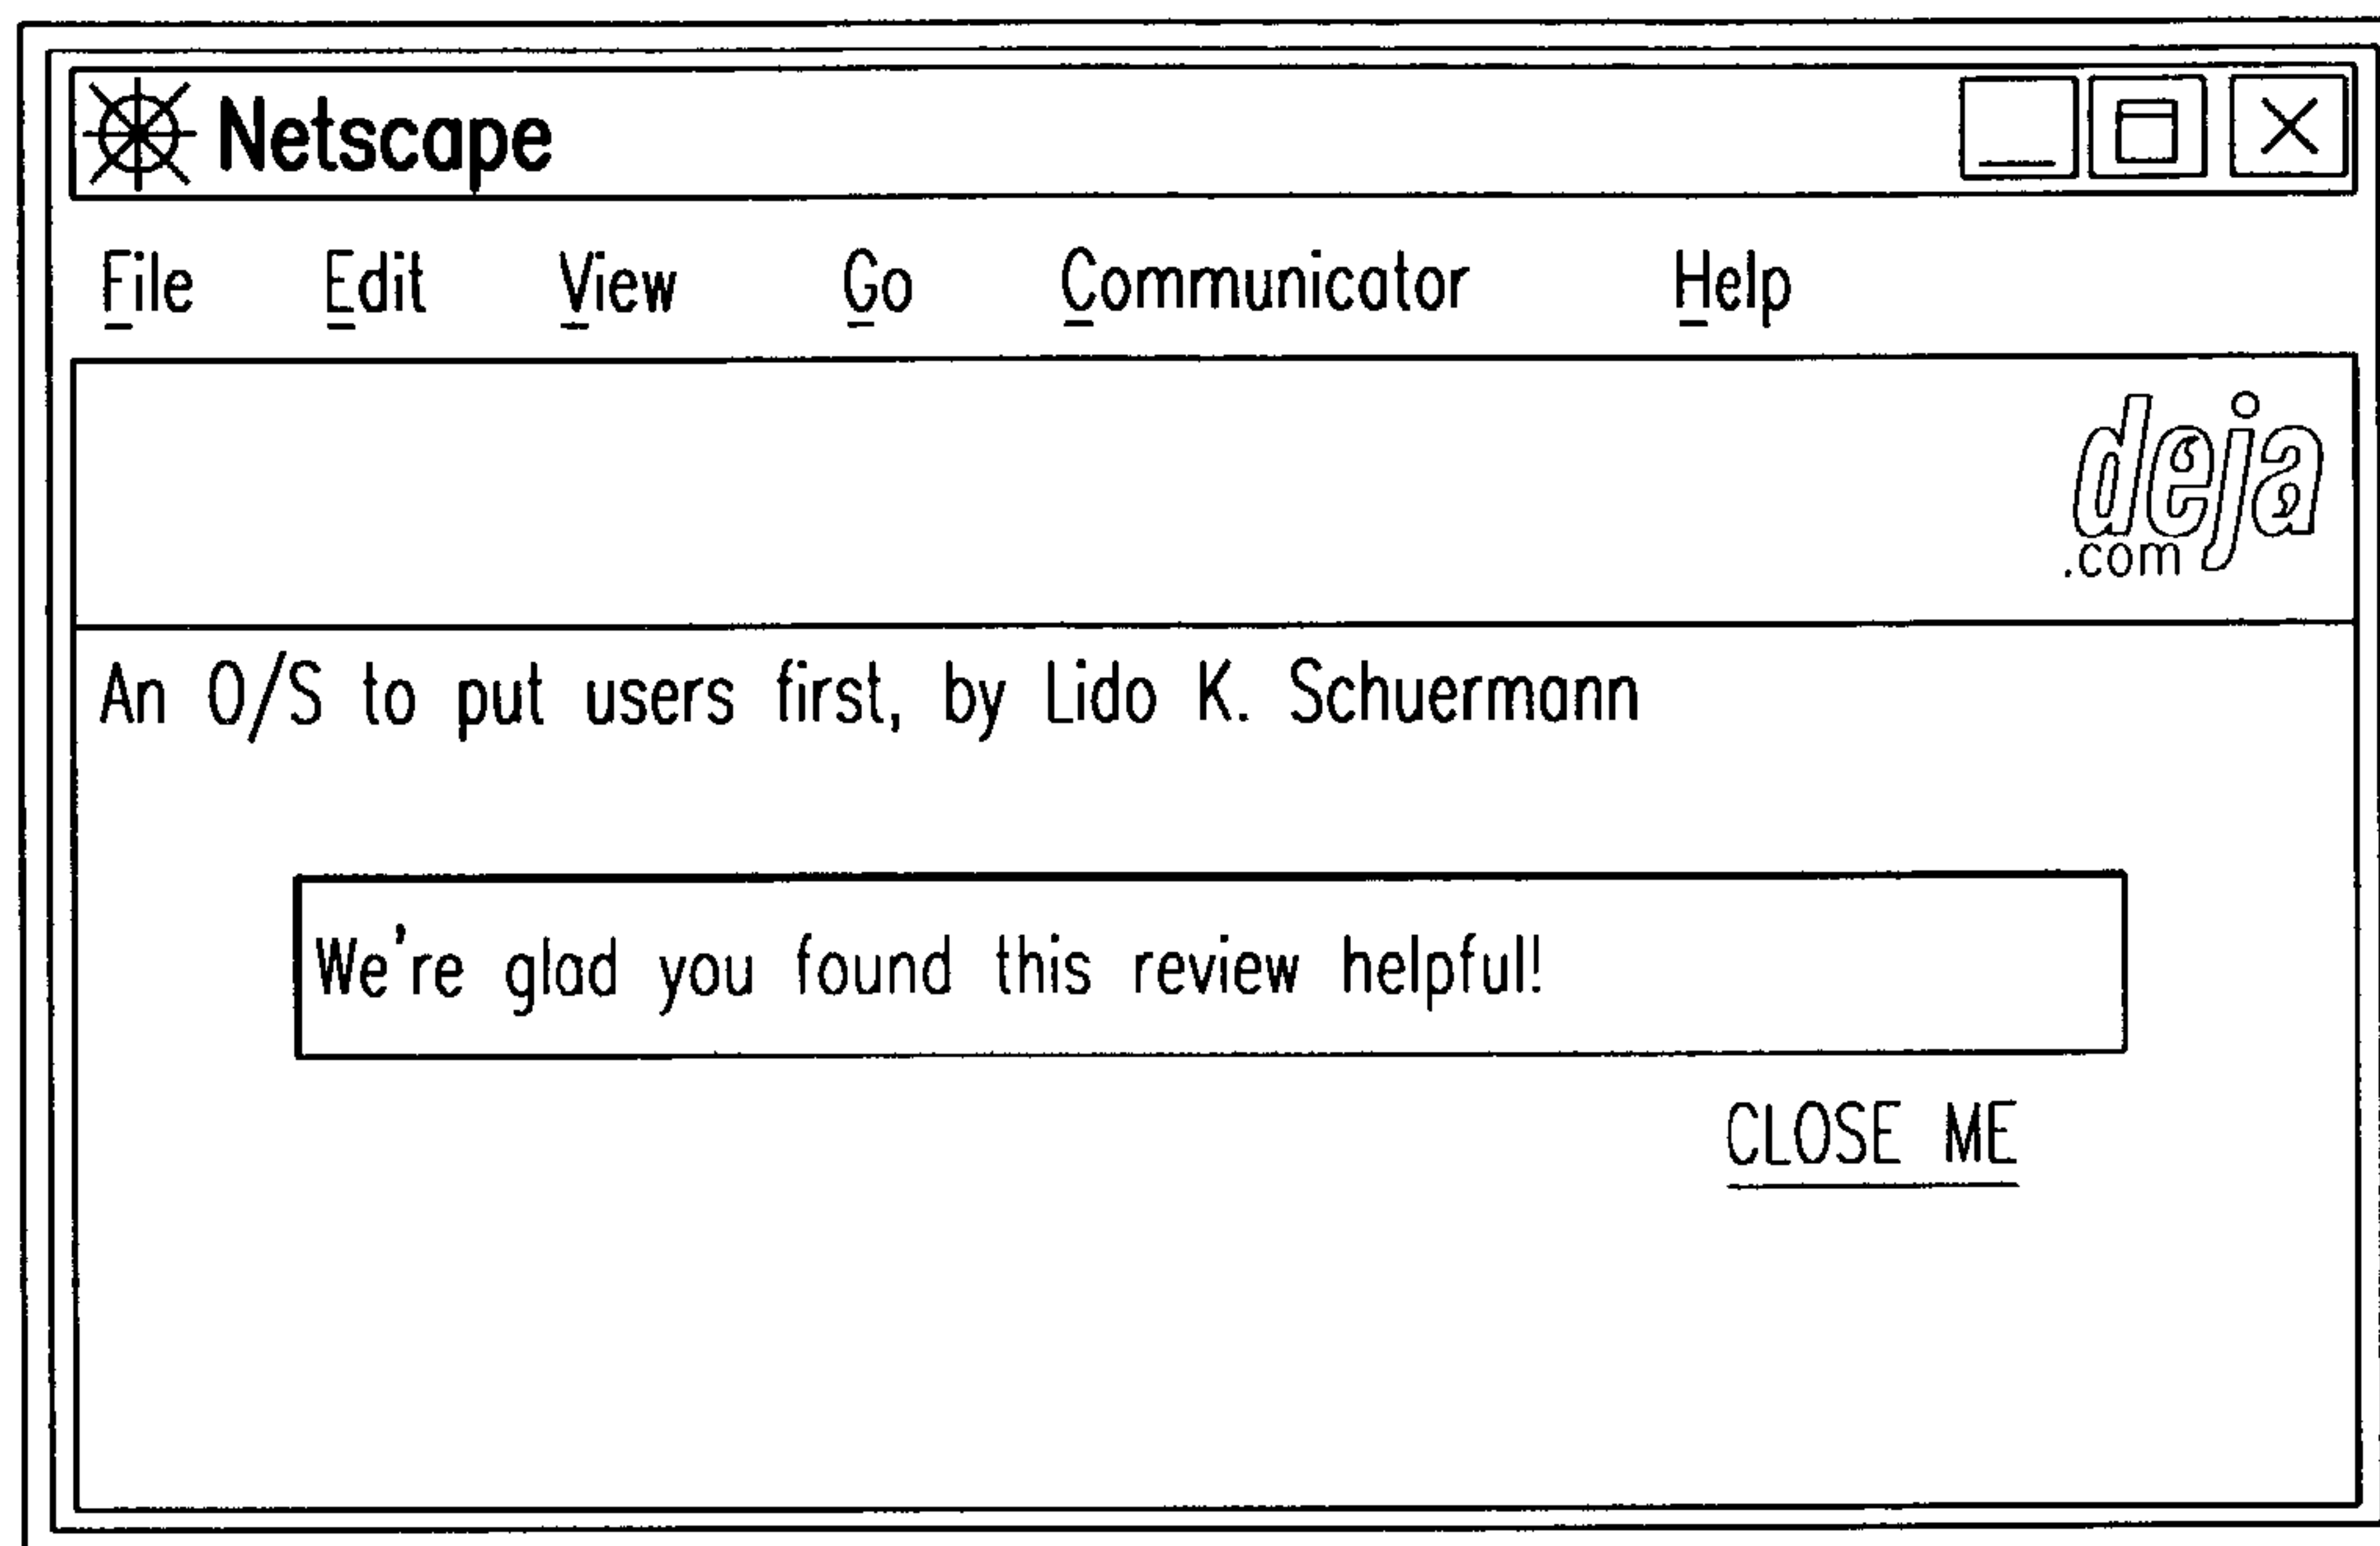 Netscape
File Edit View Go Communicator Help
deja
.com
An O/S to put users first, by Lido K. Schuermann
We're glad you found this review helpful!
CLOSE ME